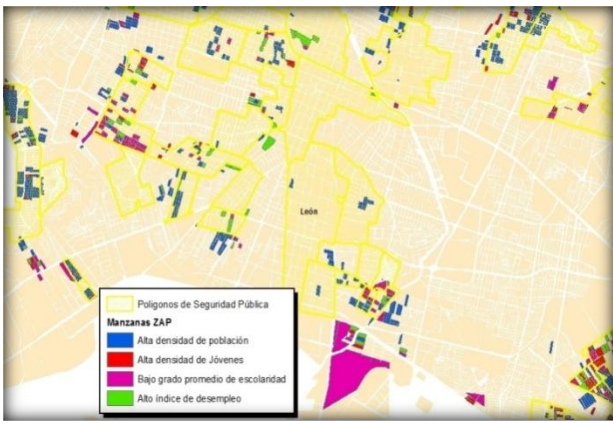 León
Polígonos de Seguridad Pública
Manzanas ZAP
Alta densidad de población
Alta densidad de Jóvenes
Bajo grado promedio de escolaridad
Alto índice de desempleo